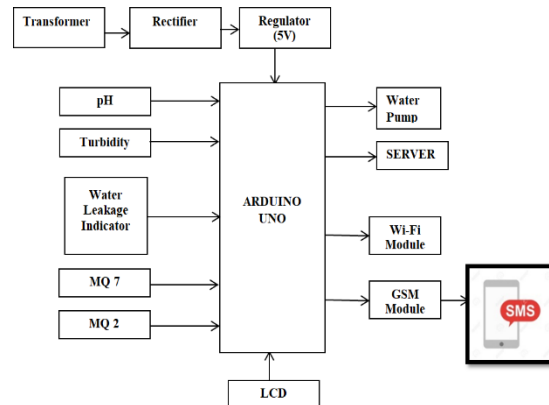 Transformer
Rectifier
Regulator
(5V)
pH
Turbidity
Water
Leakage
Indicator
MQ 7
MQ 2
ARDUINO
UNO
Water
Pump
SERVER
Wi-Fi
Module
GSM
Module
SMS
LCD